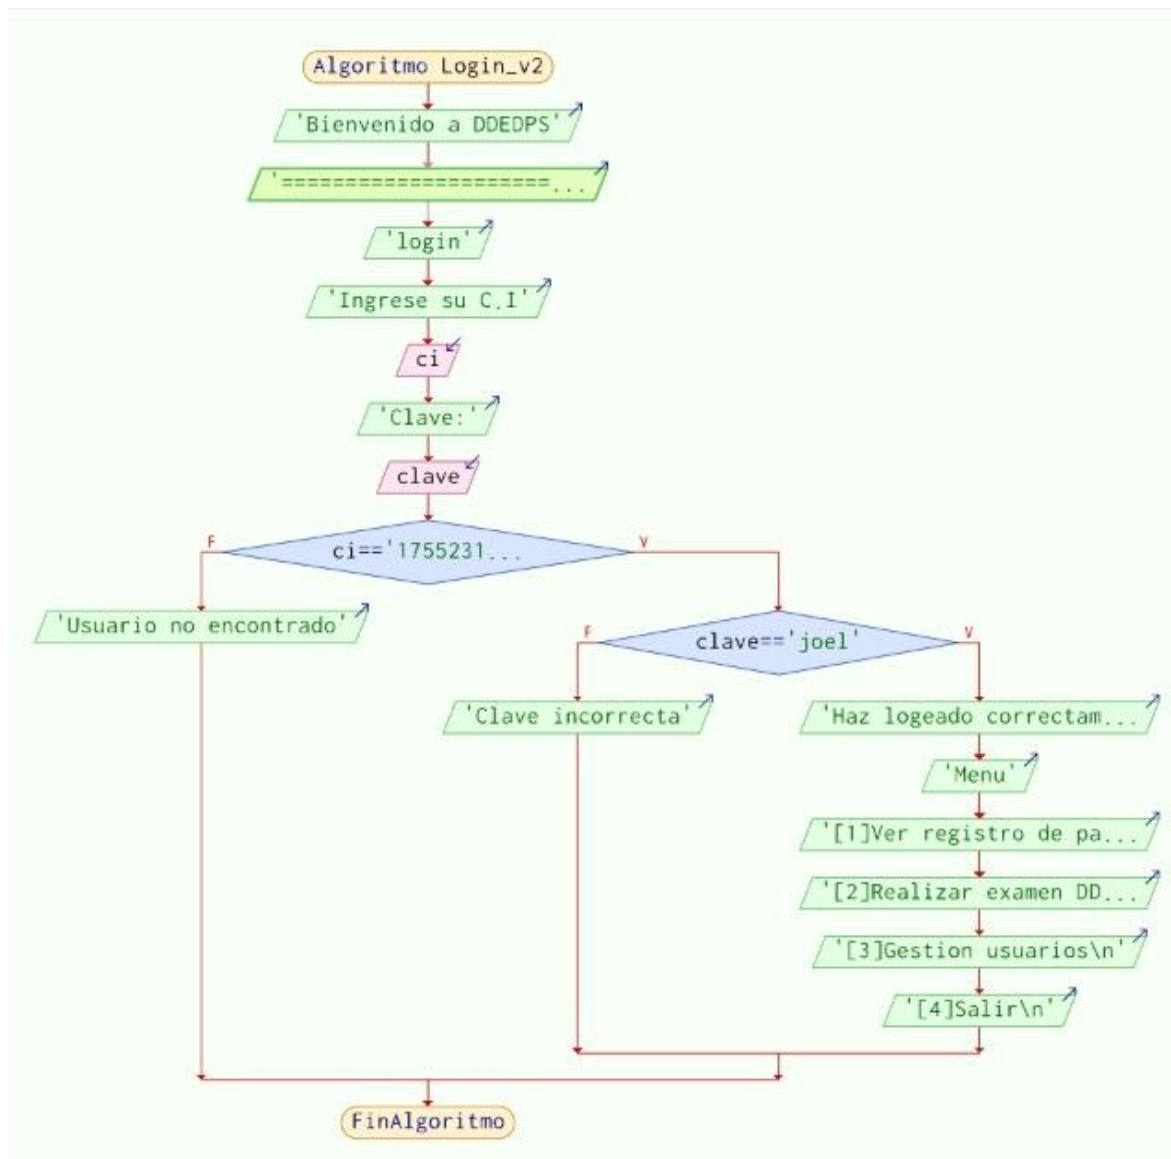 Algoritmo Login_v2
'Bienvenido a DDEDPS'
'=====================...
'login'
'Ingrese su C.I'
ci
'Clave:'
clave
F
ci=='1755231...
V
'Usuario no encontrado'
F
clave=='joel'
V
'Clave incorrecta'
'Haz logeado correctam...
'Menu'
'[1]Ver registro de pa...
'[2]Realizar examen DD...
'[3]Gestion usuarios\n'
'[4]Salir\n'
FinAlgoritmo